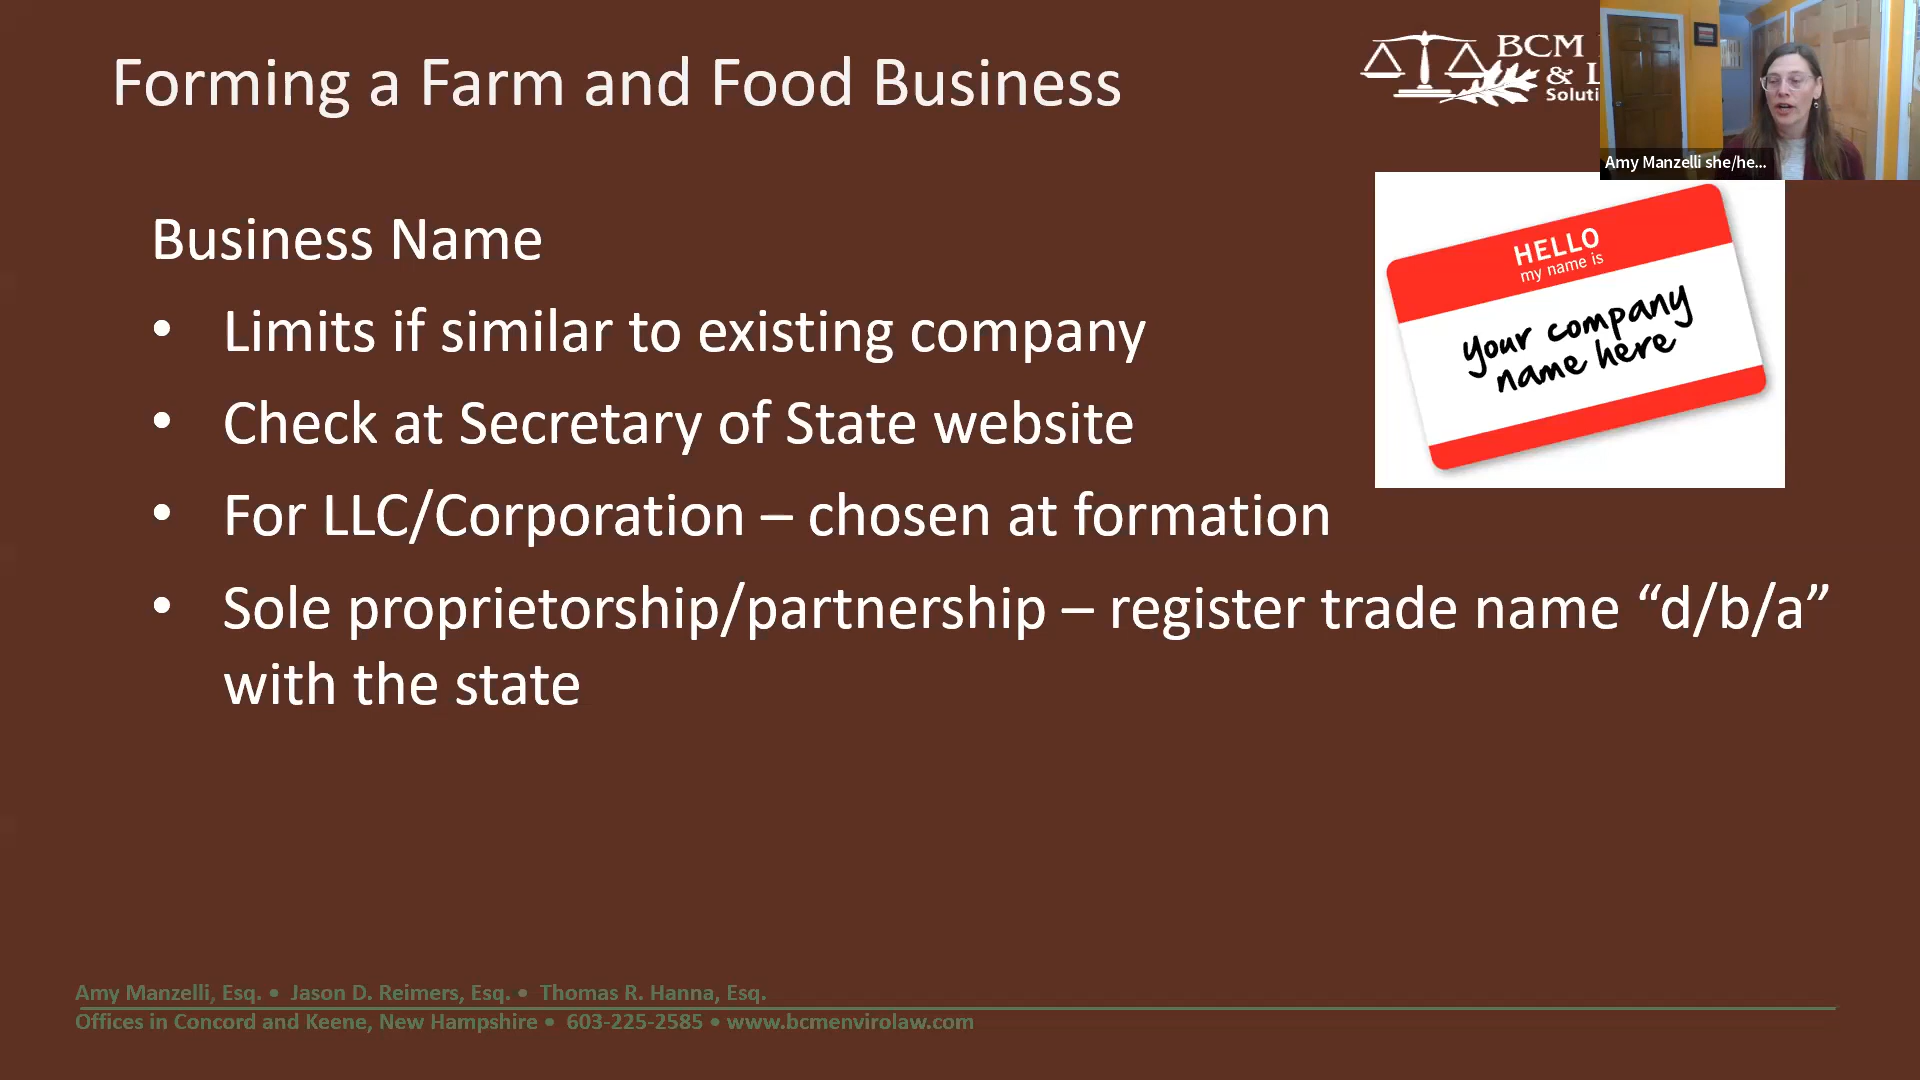 Forming a Farm and Food Business
BCM
& L
Soluti
Amy Manzelli she/he...
Business Name
• Limits if similar to existing company
• Check at Secretary of State website
• For LLC/Corporation – chosen at formation
• Sole proprietorship/partnership – register trade name “d/b/a”
with the state
HELLO
my name is
your company
name here
Amy Manzelli, Esq. • Jason D. Reimers, Esq. • Thomas R. Hanna, Esq.
Offices in Concord and Keene, New Hampshire • 603-225-2585 • www.bcmenvirolaw.com